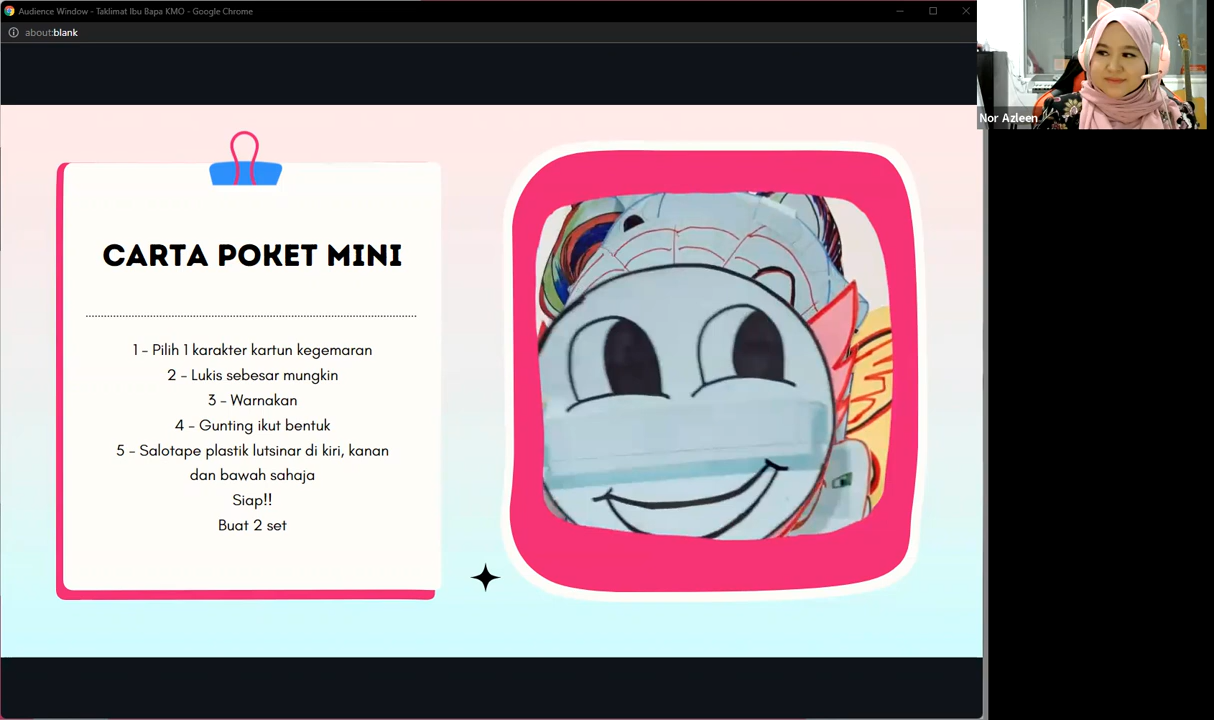 Audience Window - Taklimat Ibu Bapa KMO - Google Chrome
about:blank
Nor Azleen
CARTA POKET MINI
1 - Pilih 1 karakter kartun kegemaran
2 - Lukis sebesar mungkin
3 - Warnakan
4 - Gunting ikut bentuk
5 - Salotape plastik lutsinar di kiri, kanan
dan bawah sahaja
Siap!!
Buat 2 set